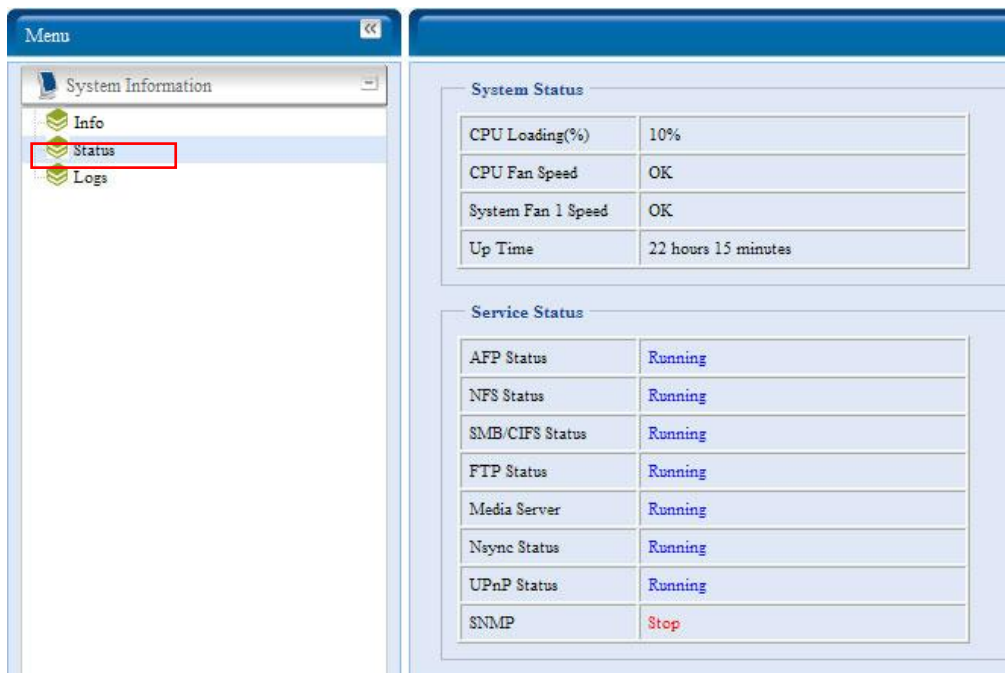 Menu
System Information
Info
Status
Logs
System Status
CPU Loading(%) 10%
CPU Fan Speed OK
System Fan 1 Speed OK
Up Time 22 hours 15 minutes
Service Status
AFP Status Running
NFS Status Running
SMB/CIFS Status Running
FTP Status Running
Media Server Running
Nsync Status Running
UPnP Status Running
SNMP Stop